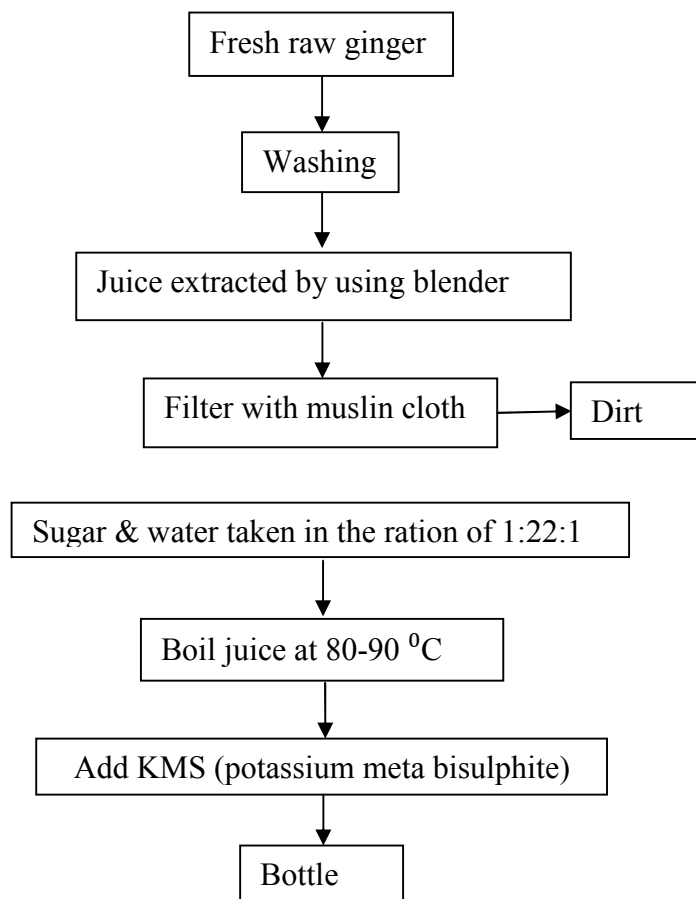 Fresh raw ginger
Washing
Juice extracted by using blender
Filter with muslin cloth
Dirt
Sugar & water taken in the ration of 1:22:1
Boil juice at 80-90 ⁰C
Add KMS (potassium meta bisulphite)
Bottle